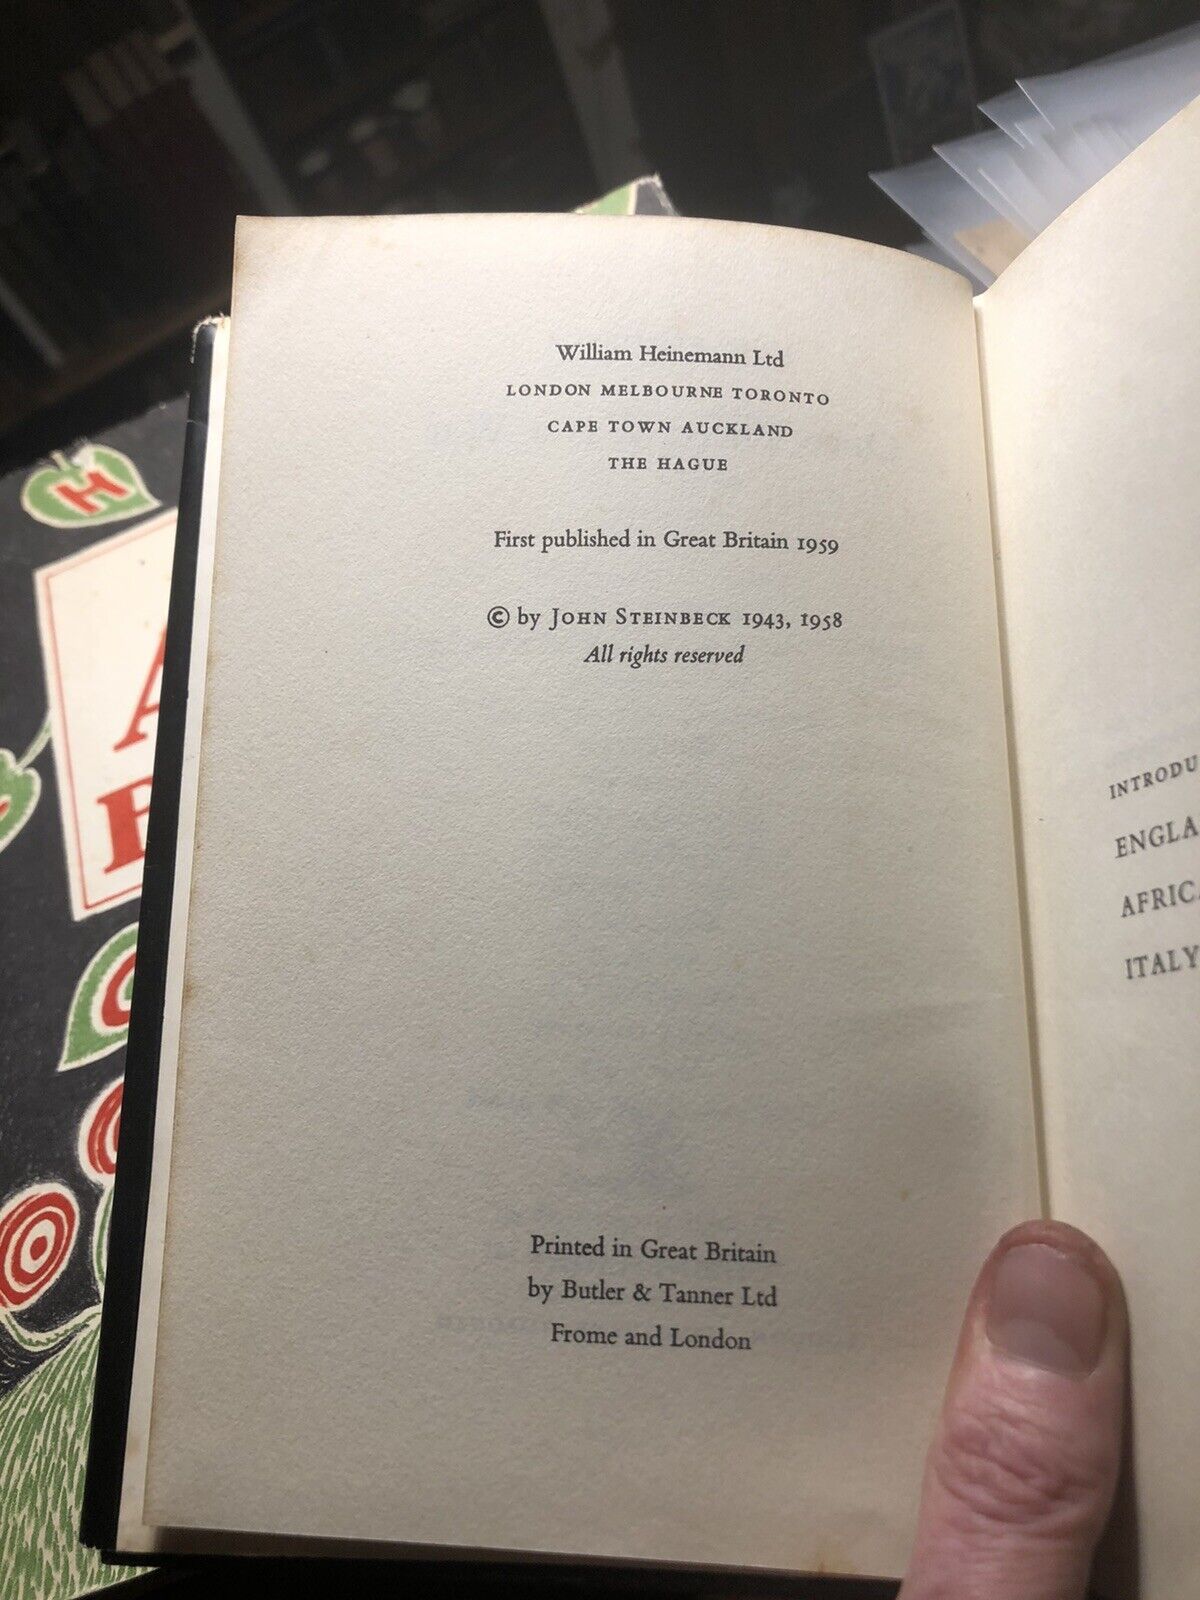 William Heinemann Ltd
LONDON MELBOURNE TORONTO
CAPE TOWN AUCKLAND
THE HAGUE
First published in Great Britain 1959
© by JOHN STEINBECK 1943, 1958
All rights reserved
Printed in Great Britain
by Butler & Tanner Ltd
Frome and London
INTRODU
ENGLA
AFRICA
ITALY
H
A
B